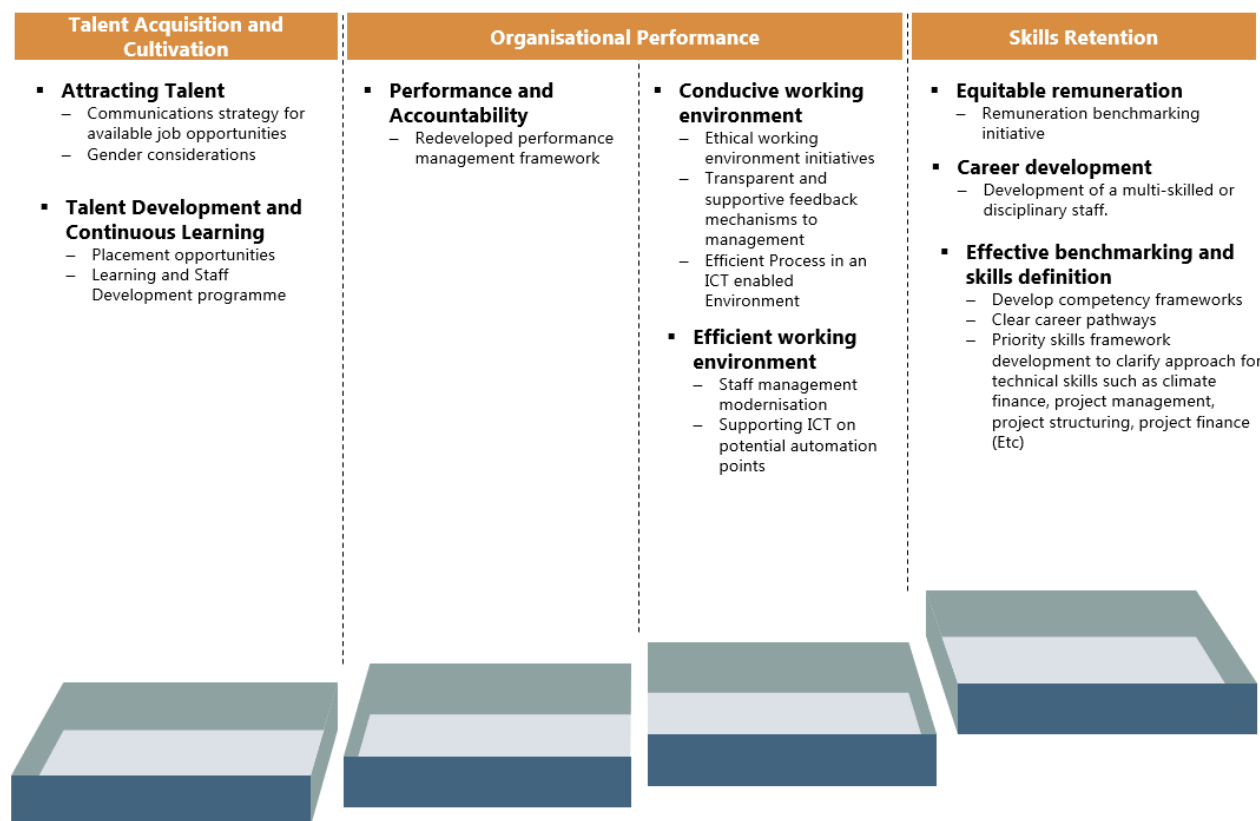 Talent Acquisition and
Cultivation
Organisational Performance
Skills Retention
▪ Attracting Talent
– Communications strategy for
available job opportunities
– Gender considerations
▪ Talent Development and
Continuous Learning
– Placement opportunities
– Learning and Staff
Development programme
▪ Performance and
Accountability
– Redeveloped performance
management framework
▪ Conducive working
environment
– Ethical working
environment initiatives
– Transparent and
supportive feedback
mechanisms to
management
– Efficient Process in an
ICT enabled
Environment
▪ Efficient working
environment
– Staff management
modernisation
– Supporting ICT on
potential automation
points
▪ Equitable remuneration
– Remuneration benchmarking
initiative
▪ Career development
– Development of a multi-skilled or
disciplinary staff.
▪ Effective benchmarking and
skills definition
– Develop competency frameworks
– Clear career pathways
– Priority skills framework
development to clarify approach for
technical skills such as climate
finance, project management,
project structuring, project finance
(Etc)